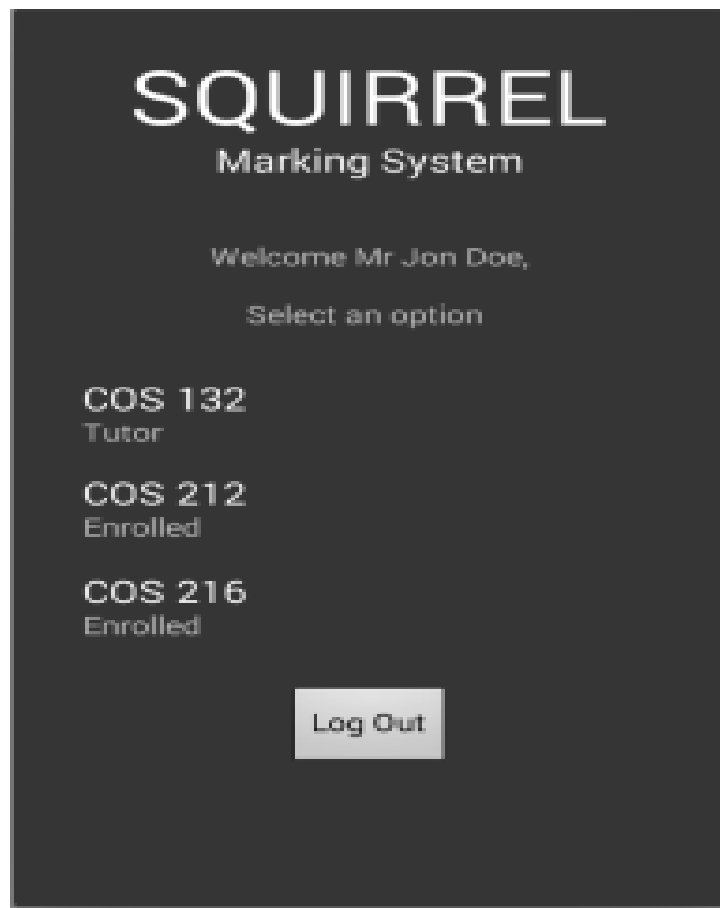 SQUIRREL
Marking System
Welcome Mr Jon Doe,
Select an option
COS 132
Tutor
COS 212
Enrolled
COS 216
Enrolled
Log Out